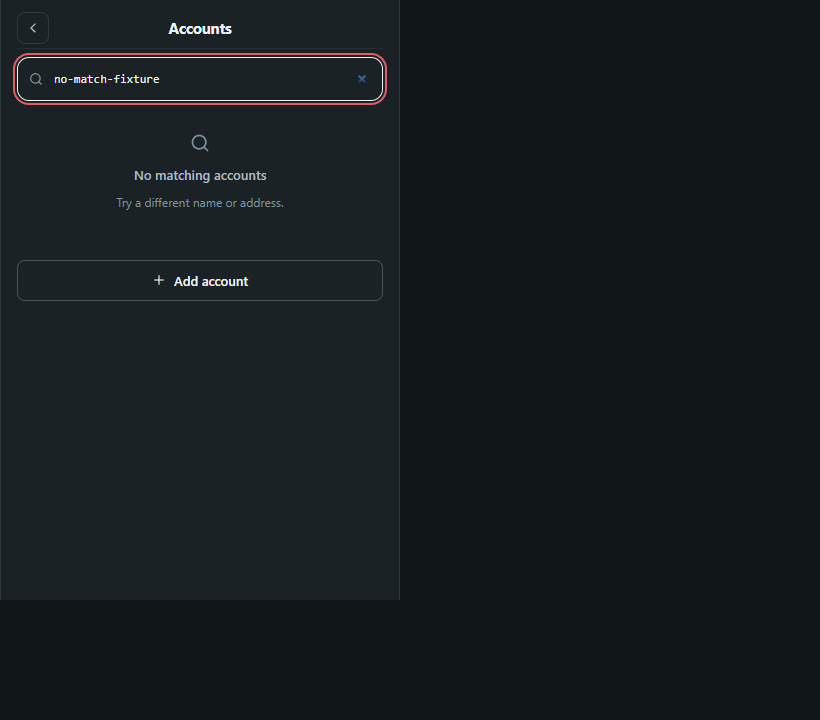 Accounts
no-match-fixture
No matching accounts
Try a different name or address.
Add account